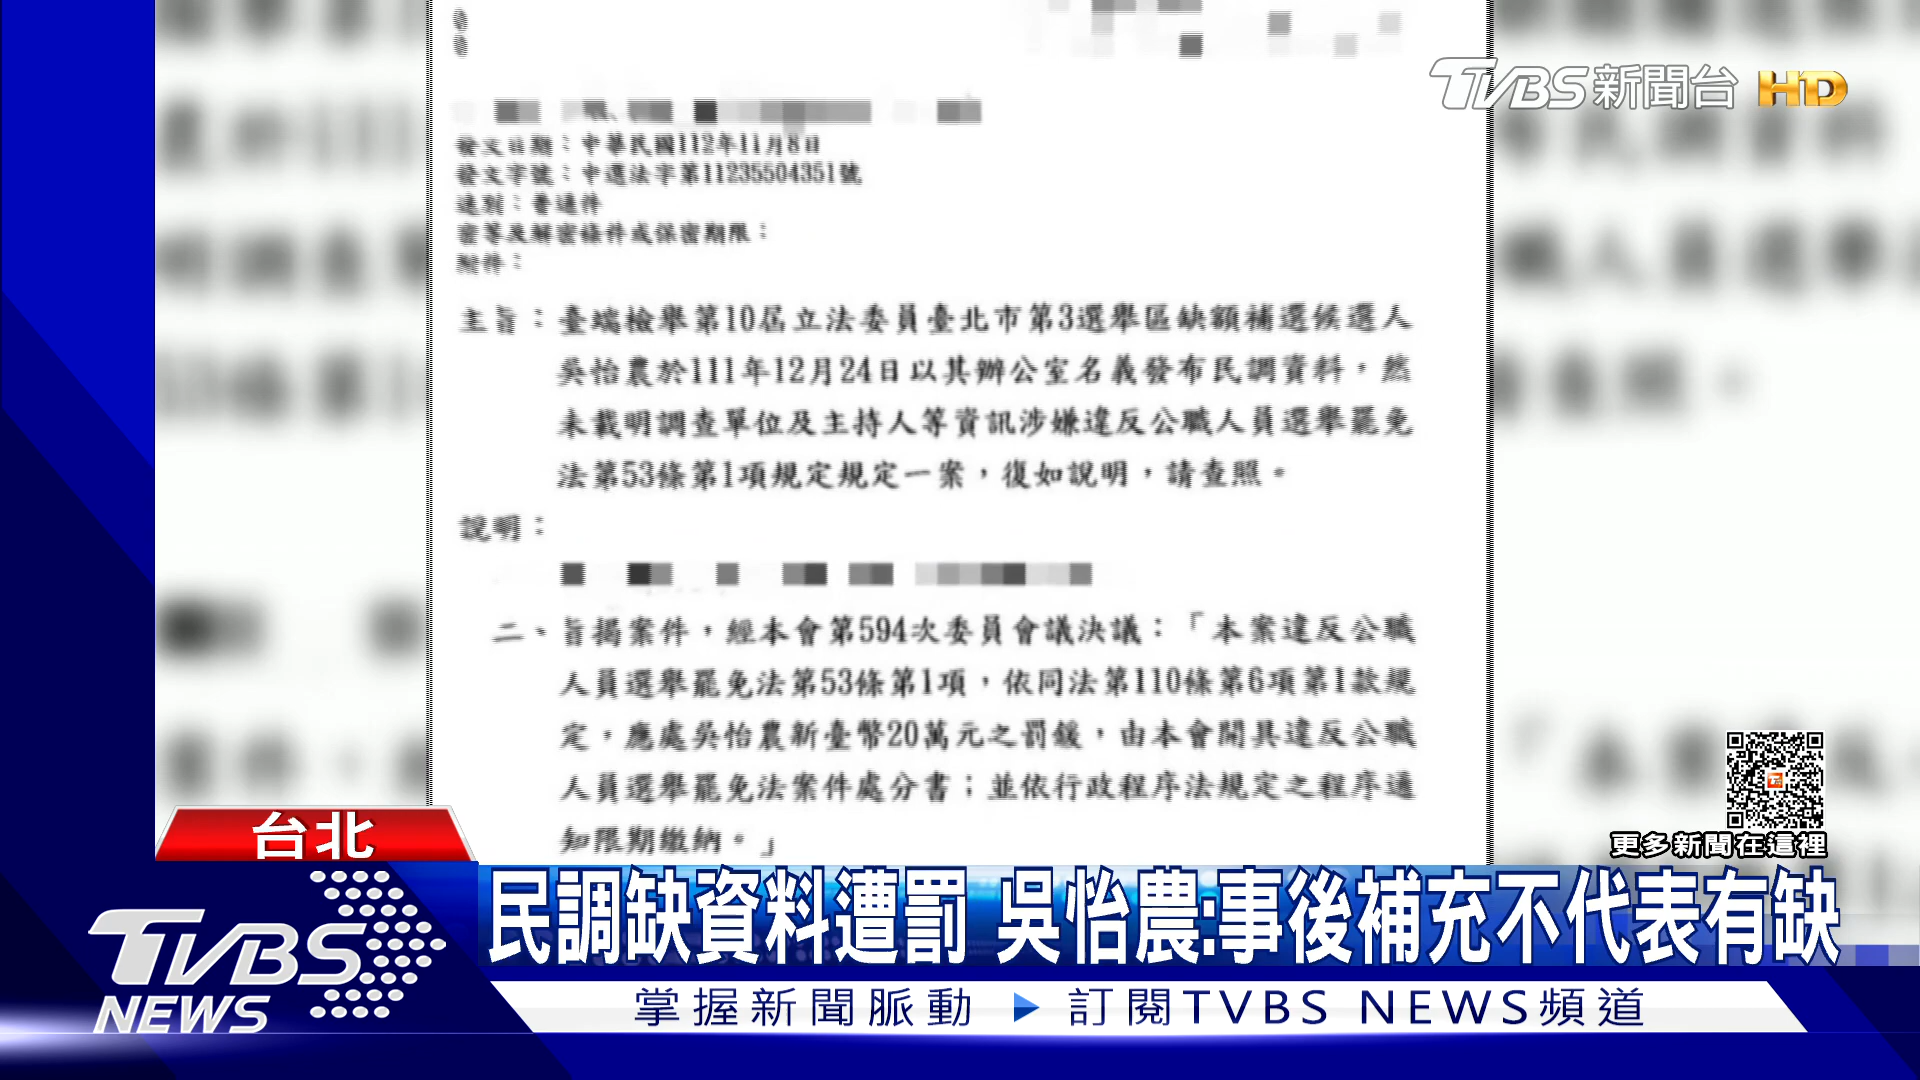 TVBS新聞台 HD
發文日期：中華民國112年11月8日
發文字號：中選法字第11235504351號
速別：普通件
密等及解密條件或保密期限：
附件：
主旨：臺端檢舉第10屆立法委員臺北市第3選舉區缺額補選候選人
吳怡農於111年12月24日以其辦公室名義發布民調資料，然
未載明調查單位及主持人等資訊涉嫌違反公職人員選舉罷免
法第53條第1項規定規定一案，復如說明，請查照。
說明：
二、旨揭案件，經本會第594次委員會議決議：「本案違反公職
人員選舉罷免法第53條第1項，依同法第110條第6項第1款規
定，應處吳怡農新臺幣20萬元之罰鍰，由本會開具違反公職
人員選舉罷免法案件處分書；並依行政程序法規定之程序通
知限期繳納。」
更多新聞在這裡
台北
民調缺資料遭罰 吳怡農:事後補充不代表有缺
TVBS
NEWS
掌握新聞脈動 ▶ 訂閱TVBS NEWS頻道